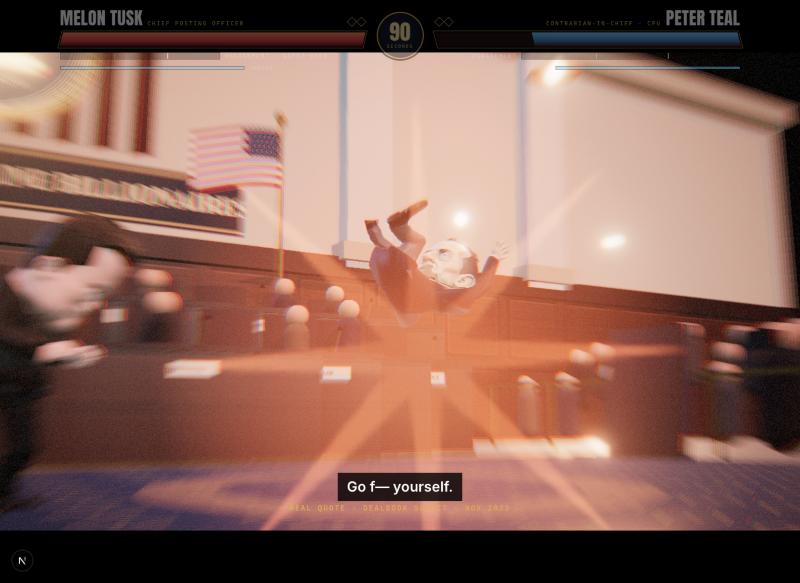 MELON TUSK CHIEF POSTING OFFICER
90
SECONDS
CONTRARIAN-IN-CHIEF · CPU PETER TEAL
BILLIONAIRE
Go f— yourself.
REAL QUOTE · DEALBOOK SUMMIT · NOV 2023
N